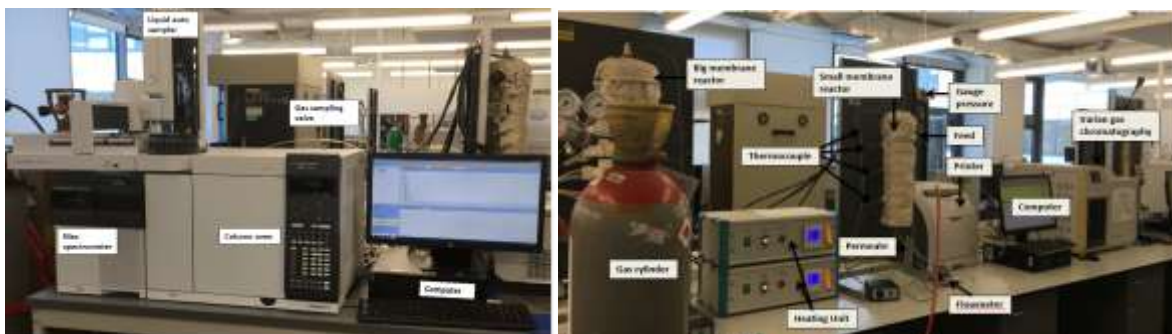 Liquid auto
sampler
Gas sampling
valve
Mass
spectrometer
Column oven
Computer
Big membrane
reactor
Small membrane
reactor
Gauge
pressure
Feed
Varian gas
chromatography
Thermocouple
Printer
Computer
Permeate
Gas cylinder
Flowmeter
Heating Unit